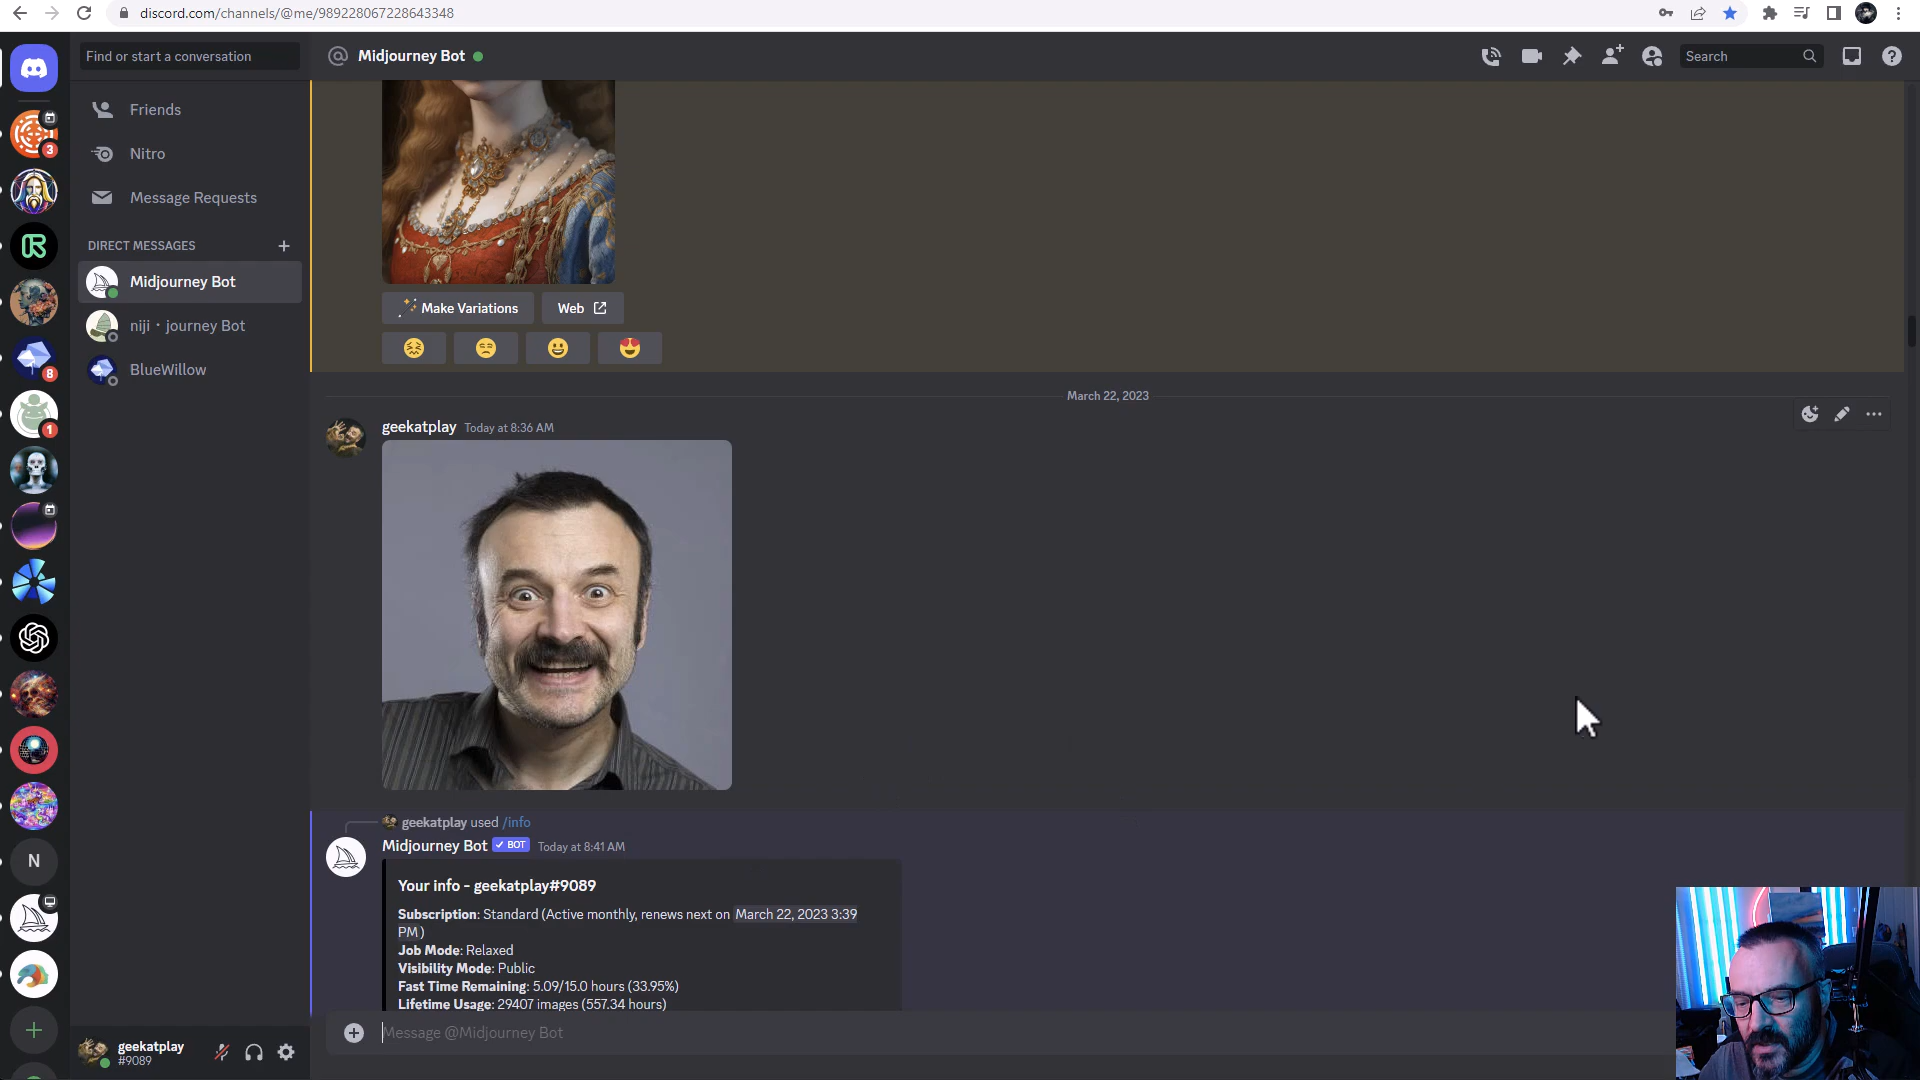 discord.com/channels/@me/989228067228643348
Find or start a conversation
Midjourney Bot
Search
Friends
Nitro
Message Requests
DIRECT MESSAGES
Midjourney Bot
niji・journey Bot
BlueWillow
3
8
1
N
Make Variations
Web
March 22, 2023
geekatplay Today at 8:36 AM
geekatplay used /info
Midjourney Bot BOT Today at 8:41 AM
Your info - geekatplay#9089
Subscription: Standard (Active monthly, renews next on March 22, 2023 3:39
PM)
Job Mode: Relaxed
Visibility Mode: Public
Fast Time Remaining: 5.09/15.0 hours (33.95%)
Lifetime Usage: 29407 images (557.34 hours)
Message @Midjourney Bot
geekatplay
#9089